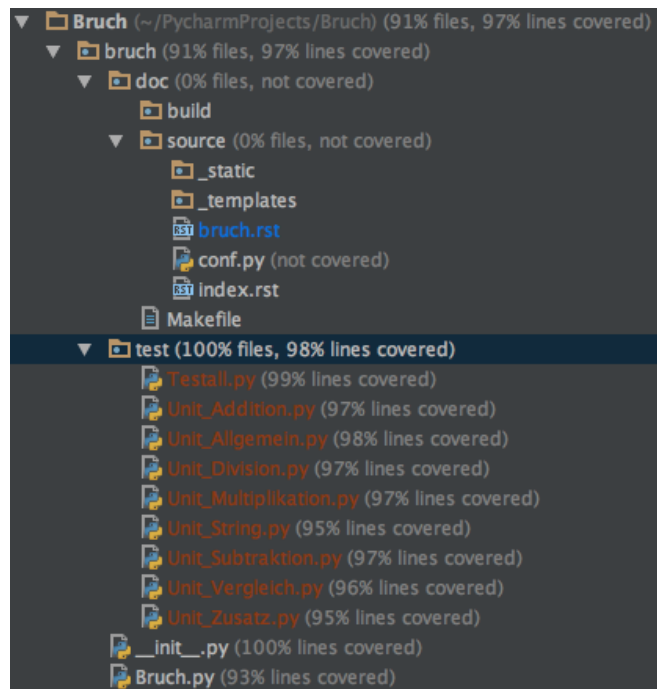 Bruch (~/PycharmProjects/Bruch) (91% files, 97% lines covered)
bruch (91% files, 97% lines covered)
doc (0% files, not covered)
build
source (0% files, not covered)
_static
_templates
RST bruch.rst
conf.py (not covered)
RST index.rst
Makefile
test (100% files, 98% lines covered)
Testall.py (99% lines covered)
Unit_Addition.py (97% lines covered)
Unit_Allgemein.py (98% lines covered)
Unit_Division.py (97% lines covered)
Unit_Multiplikation.py (97% lines covered)
Unit_String.py (95% lines covered)
Unit_Subtraktion.py (97% lines covered)
Unit_Vergleich.py (96% lines covered)
Unit_Zusatz.py (95% lines covered)
__init__.py (100% lines covered)
Bruch.py (93% lines covered)